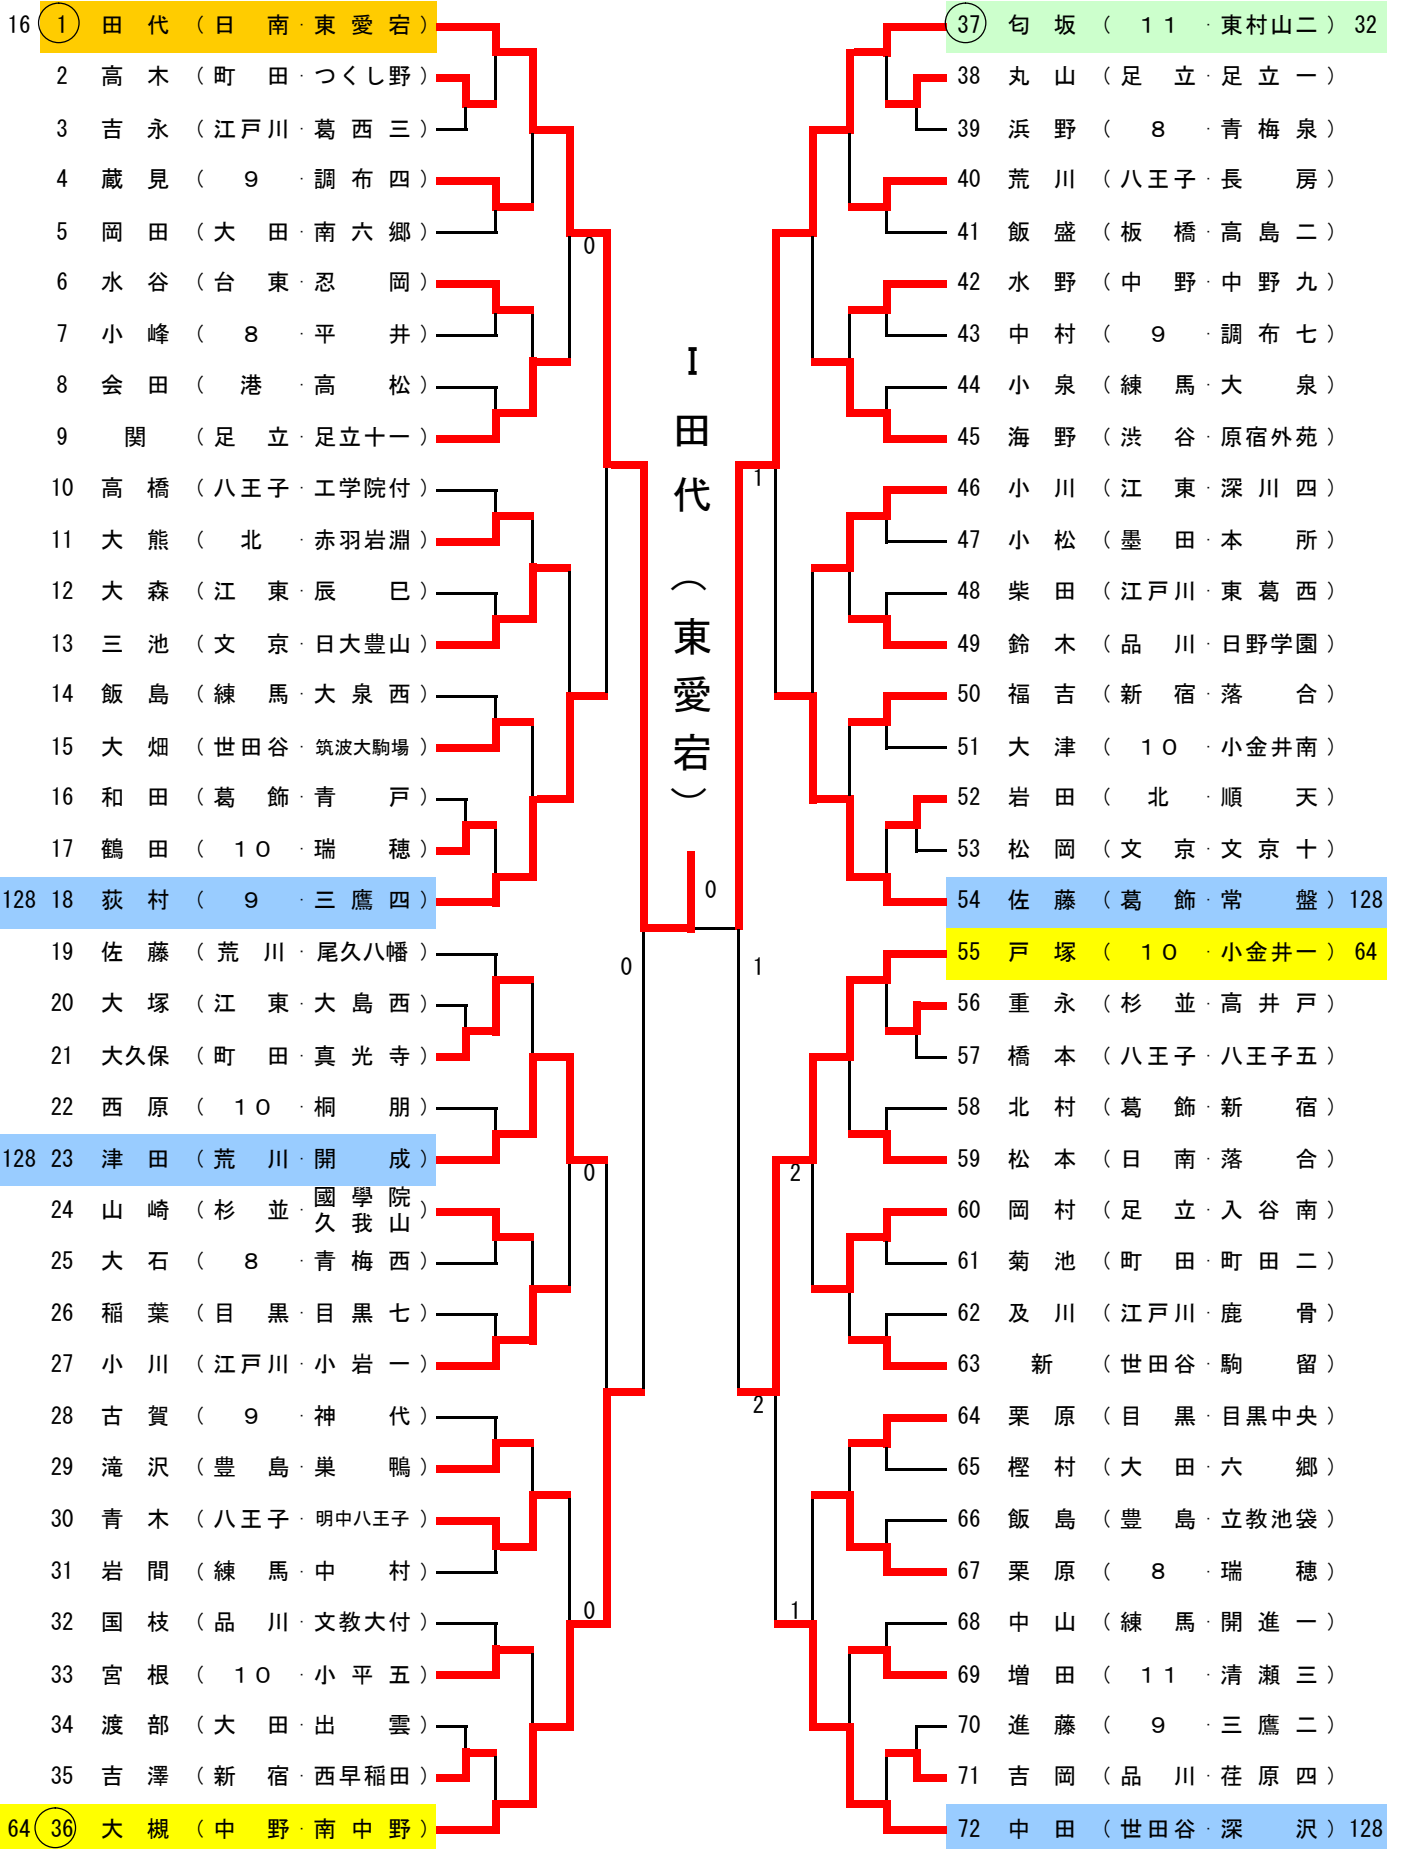 16 1 田代（日南・東愛宕）
2 高木（町田・つくし野）
3 吉永（江戸川・葛西三）
4 蔵見（９・調布四）
5 岡田（大田・南六郷）
6 水谷（台東・忍岡）
7 小峰（８・平井）
8 会田（港・高松）
9 関（足立・足立十一）
10 高橋（八王子・工学院付）
11 大熊（北・赤羽岩淵）
12 大森（江東・辰巳）
13 三池（文京・日大豊山）
14 飯島（練馬・大泉西）
15 大畑（世田谷・筑波大駒場）
16 和田（葛飾・青戸）
17 鶴田（１０・瑞穂）
128 18 荻村（９・三鷹四）
19 佐藤（荒川・尾久八幡）
20 大塚（江東・大島西）
21 大久保（町田・真光寺）
22 西原（１０・桐朋）
128 23 津田（荒川・開成）
24 山崎（杉並・國學院久我山）
25 大石（８・青梅西）
26 稲葉（目黒・目黒七）
27 小川（江戸川・小岩一）
28 古賀（９・神代）
29 滝沢（豊島・巣鴨）
30 青木（八王子・明中八王子）
31 岩間（練馬・中村）
32 国枝（品川・文教大付）
33 宮根（１０・小平五）
34 渡部（大田・出雲）
35 吉澤（新宿・西早稲田）
64 36 大槻（中野・南中野）
0
0
0
0
I田代（東愛宕）
0
1
1
2
2
1
37 匂坂（１１・東村山二）32
38 丸山（足立・足立一）
39 浜野（８・青梅泉）
40 荒川（八王子・長房）
41 飯盛（板橋・高島二）
42 水野（中野・中野九）
43 中村（９・調布七）
44 小泉（練馬・大泉）
45 海野（渋谷・原宿外苑）
46 小川（江東・深川四）
47 小松（墨田・本所）
48 柴田（江戸川・東葛西）
49 鈴木（品川・日野学園）
50 福吉（新宿・落合）
51 大津（１０・小金井南）
52 岩田（北・順天）
53 松岡（文京・文京十）
54 佐藤（葛飾・常盤）128
55 戸塚（１０・小金井一）64
56 重永（杉並・高井戸）
57 橋本（八王子・八王子五）
58 北村（葛飾・新宿）
59 松本（日南・落合）
60 岡村（足立・入谷南）
61 菊池（町田・町田二）
62 及川（江戸川・鹿骨）
63 新（世田谷・駒留）
64 栗原（目黒・目黒中央）
65 樫村（大田・六郷）
66 飯島（豊島・立教池袋）
67 栗原（８・瑞穂）
68 中山（練馬・開進一）
69 増田（１１・清瀬三）
70 進藤（９・三鷹二）
71 吉岡（品川・荏原四）
72 中田（世田谷・深沢）128